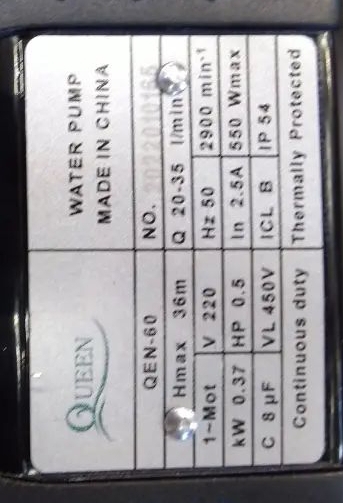 QUEEN
WATER PUMP
MADE IN CHINA
QEN-60 NO. 2022010165
Hmax 36m Q 20-35 l/min
1~Mot V 220 Hz 50 2900 min⁻¹
kW 0.37 HP 0.5 In 2.5A 550 Wmax
C 8 µF VL 450V ICL B IP 54
Continuous duty Thermally Protected